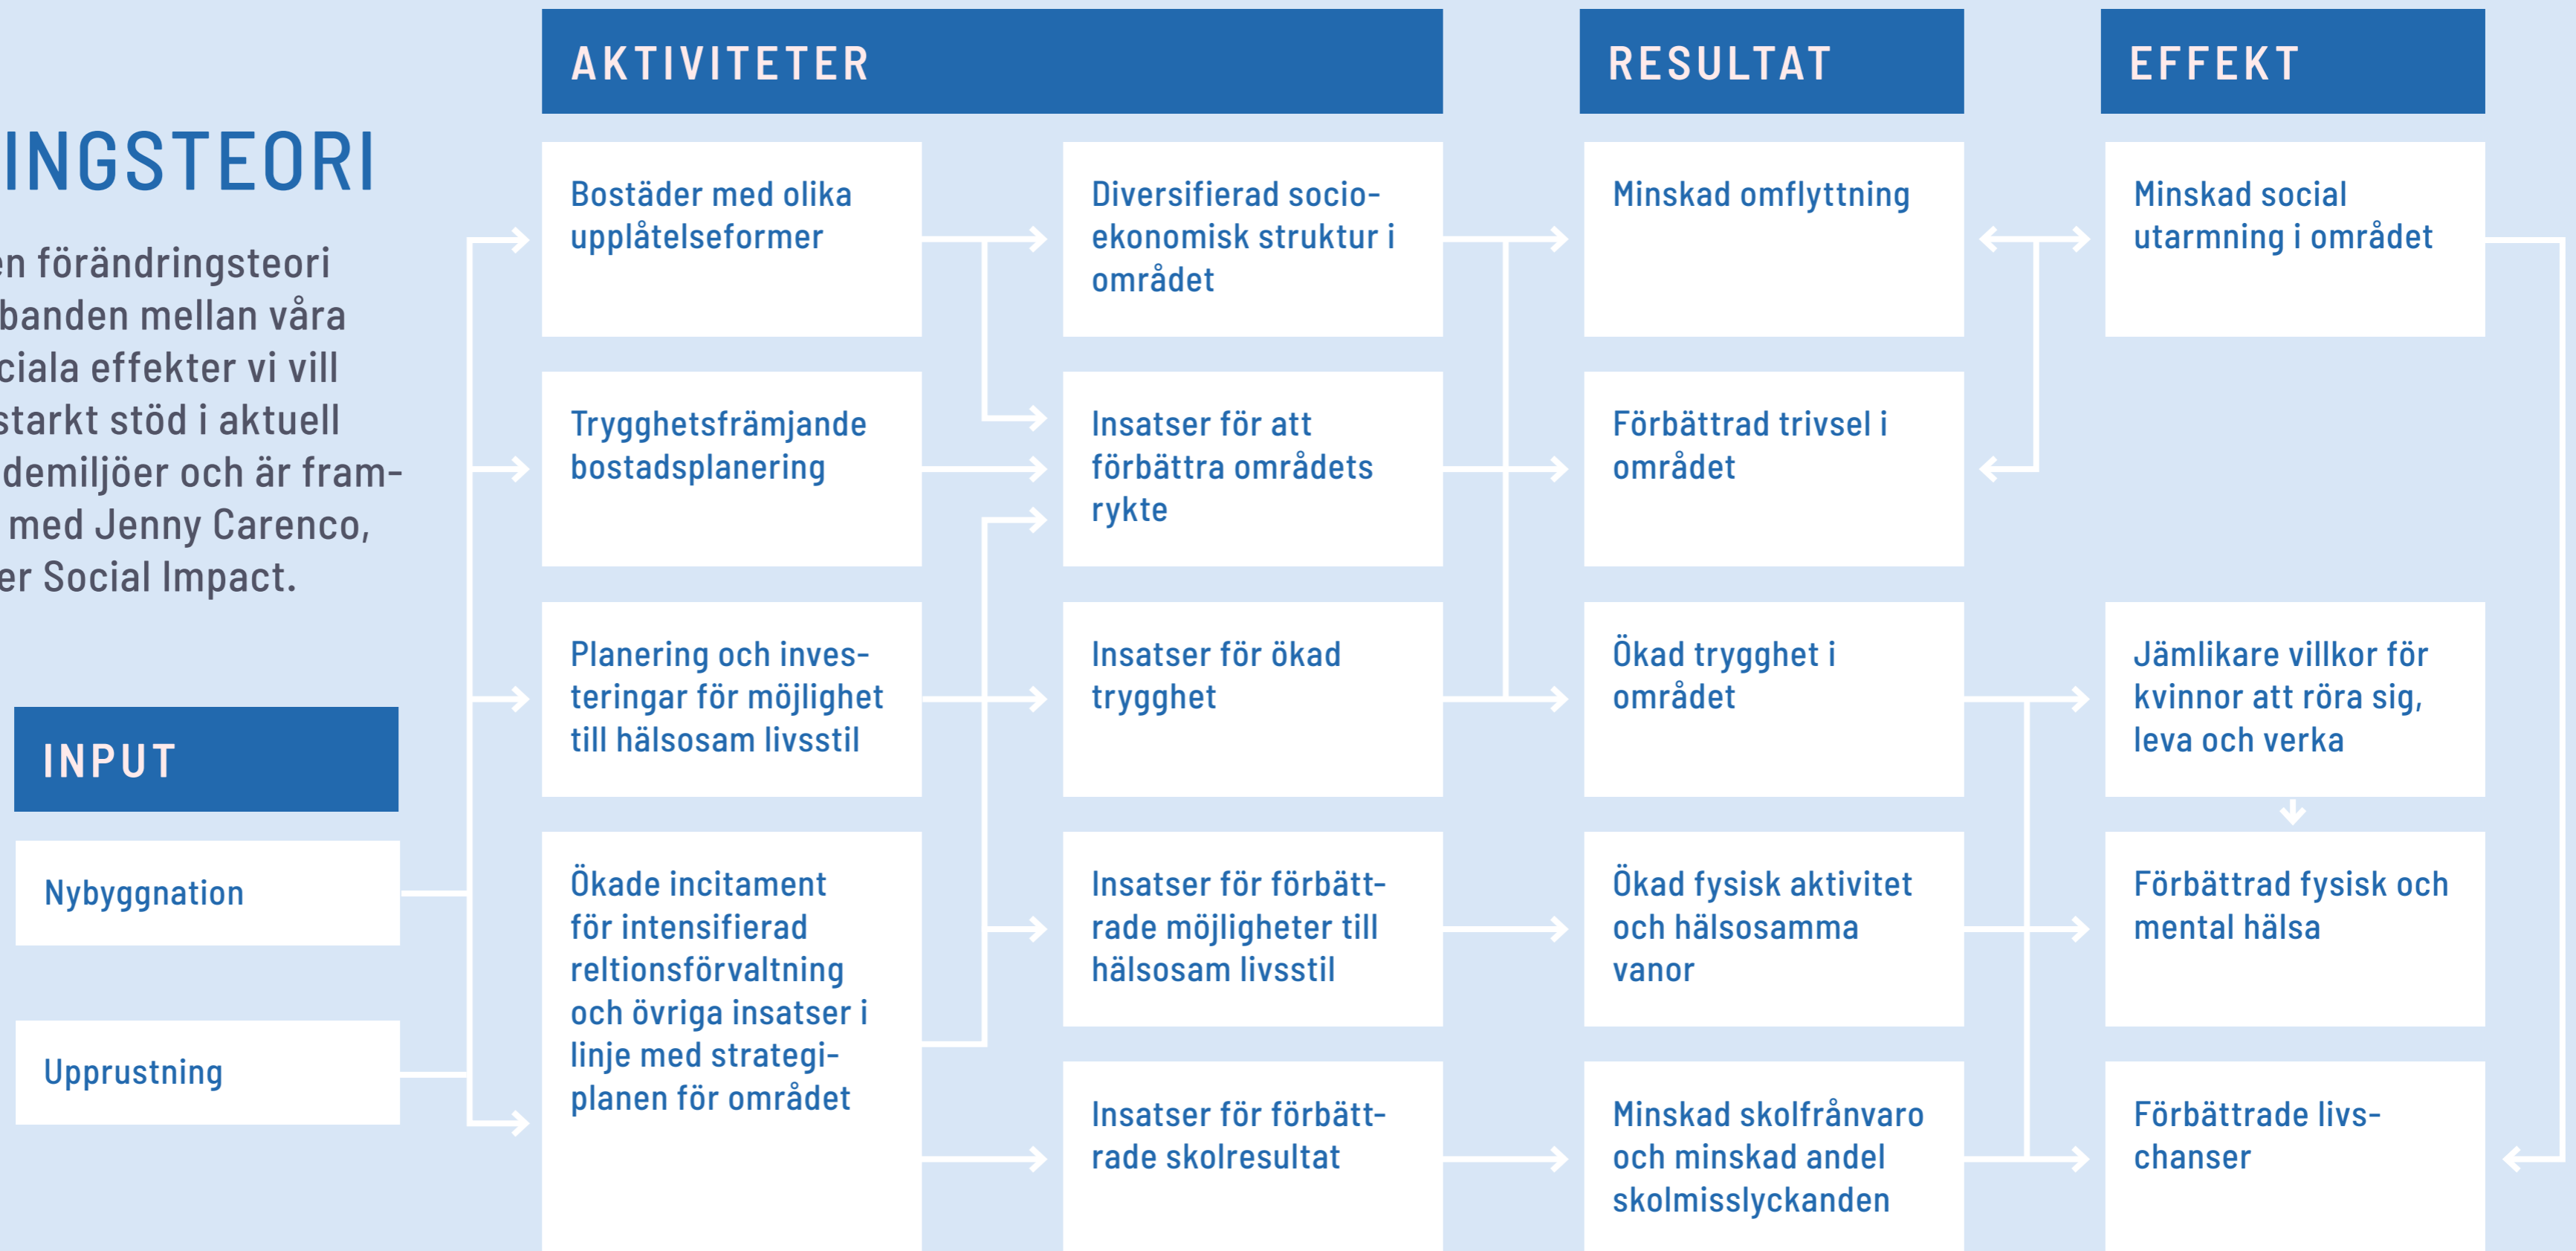 INGSTEORI
en förändringsteori
banden mellan våra
ciala effekter vi vill
starkt stöd i aktuell
demiljöer och är fram-
med Jenny Carenco,
er Social Impact.
INPUT
Nybyggnation
Upprustning
AKTIVITETER
Bostäder med olika
upplåtelseformer
Trygghetsfrämjande
bostadsplanering
Planering och inves-
teringar för möjlighet
till hälsosam livsstil
Ökade incitament
för intensifierad
reltionsförvaltning
och övriga insatser i
linje med strategi-
planen för området
Diversifierad socio-
ekonomisk struktur i
området
Insatser för att
förbättra områdets
rykte
Insatser för ökad
trygghet
Insatser för förbätt-
rade möjligheter till
hälsosam livsstil
Insatser för förbätt-
rade skolresultat
RESULTAT
Minskad omflyttning
Förbättrad trivsel i
området
Ökad trygghet i
området
Ökad fysisk aktivitet
och hälsosamma
vanor
Minskad skolfrånvaro
och minskad andel
skolmisslyckanden
EFFEKT
Minskad social
utarmning i området
Jämlikare villkor för
kvinnor att röra sig,
leva och verka
Förbättrad fysisk och
mental hälsa
Förbättrade livs-
chanser